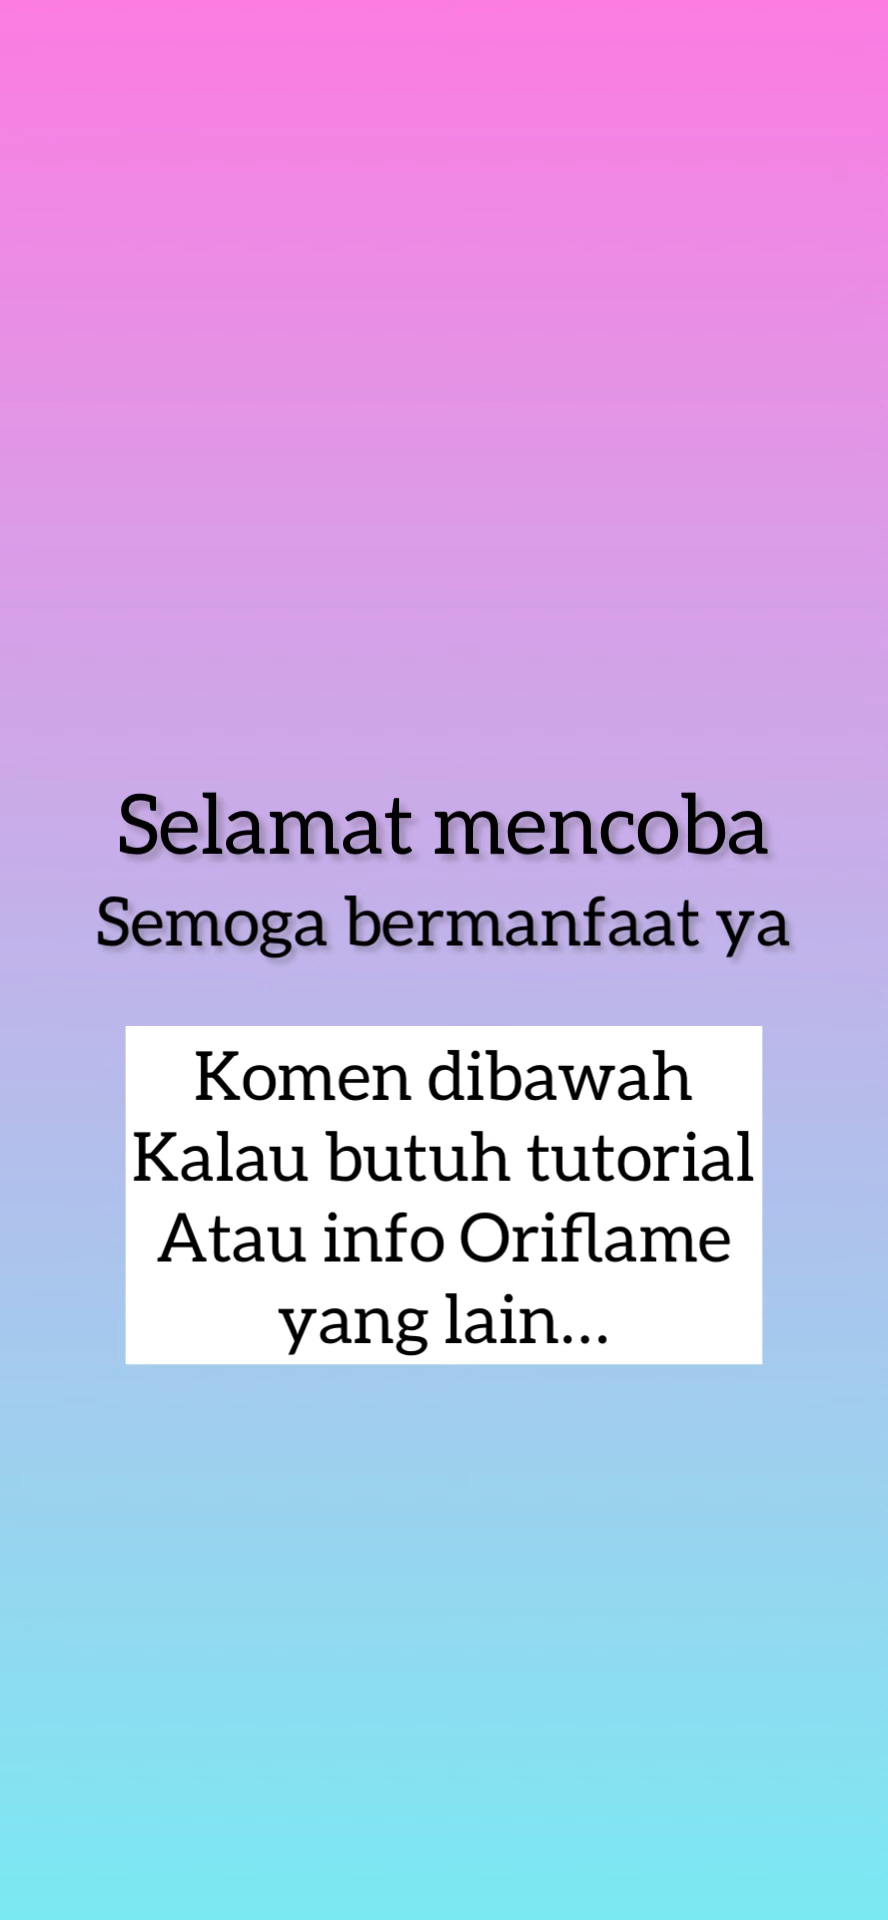 Selamat mencoba
Semoga bermanfaat ya
Komen dibawah
Kalau butuh tutorial
Atau info Oriflame
yang lain...